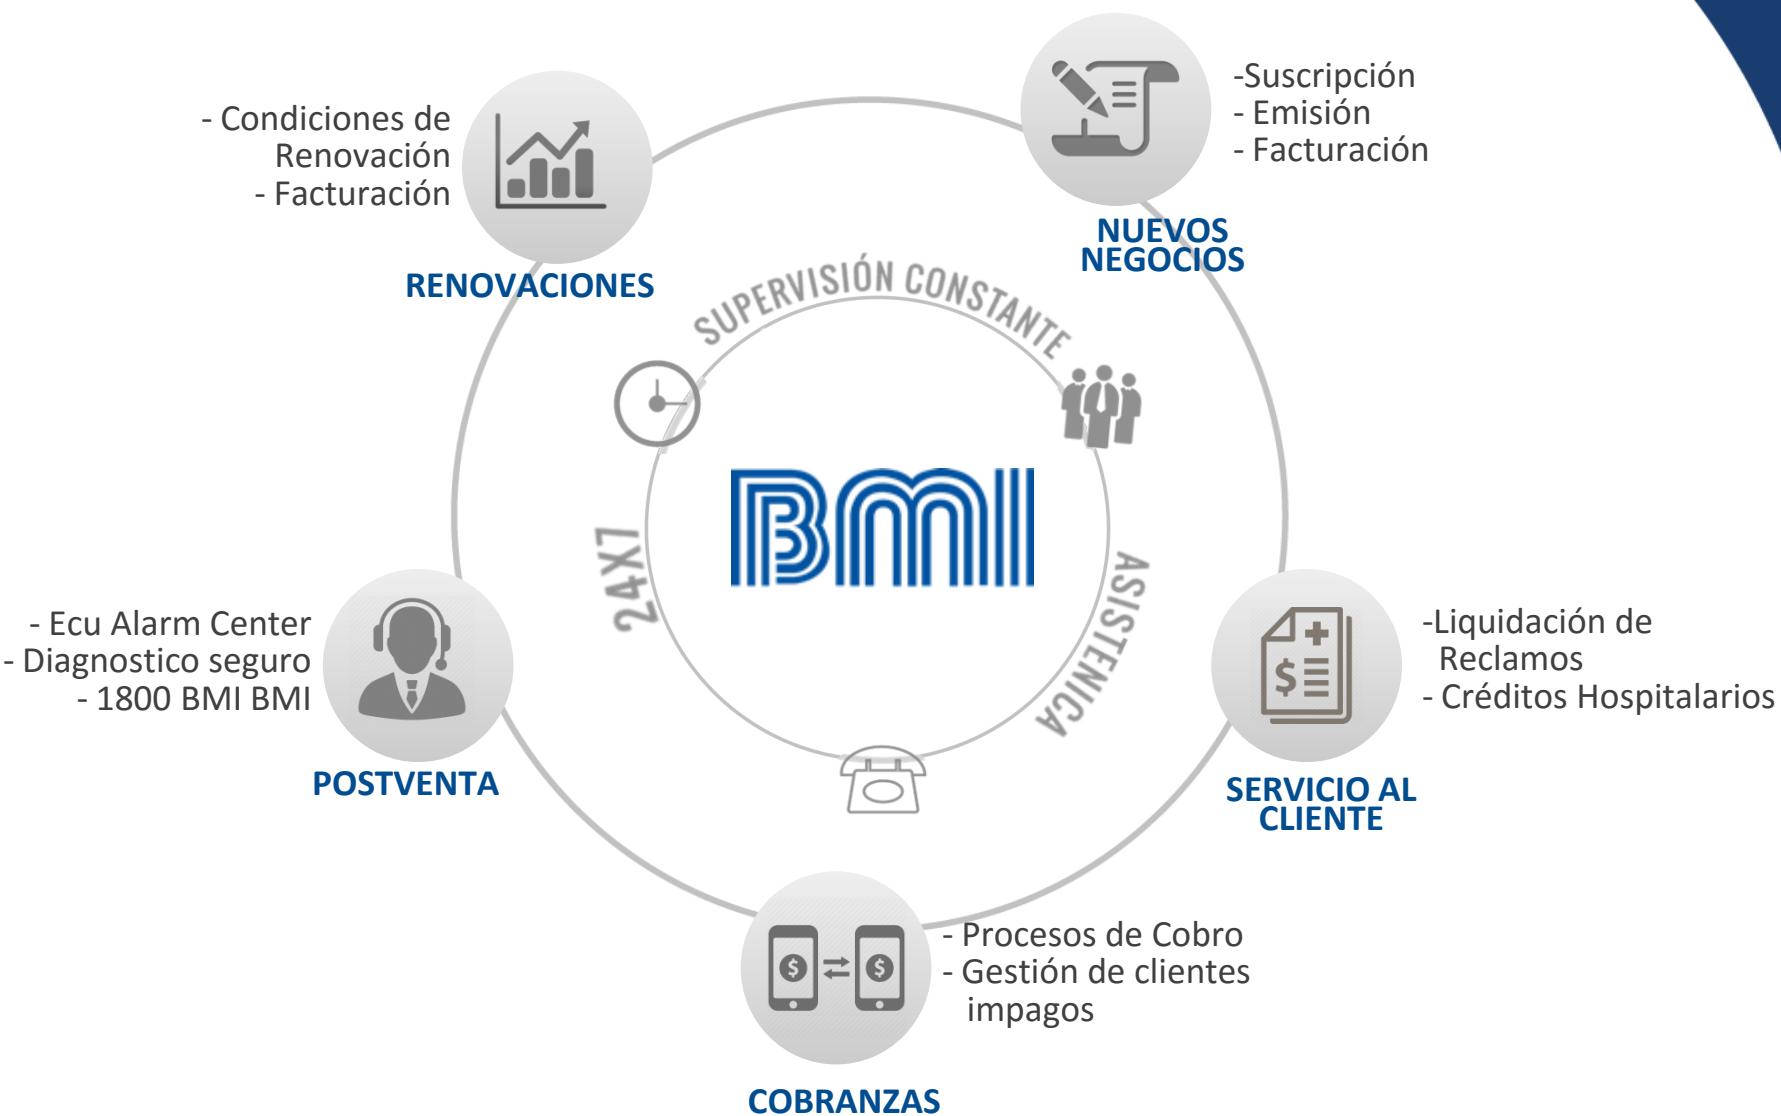 - Condiciones de
Renovación
- Facturación
RENOVACIONES
-Suscripción
- Emisión
- Facturación
NUEVOS
NEGOCIOS
SUPERVISIÓN CONSTANTE
24X7
ASISTENICA
BMI
- Ecu Alarm Center
- Diagnostico seguro
- 1800 BMI BMI
POSTVENTA
-Liquidación de
Reclamos
- Créditos Hospitalarios
$
SERVICIO AL
CLIENTE
$ $
- Procesos de Cobro
- Gestión de clientes
impagos
COBRANZAS